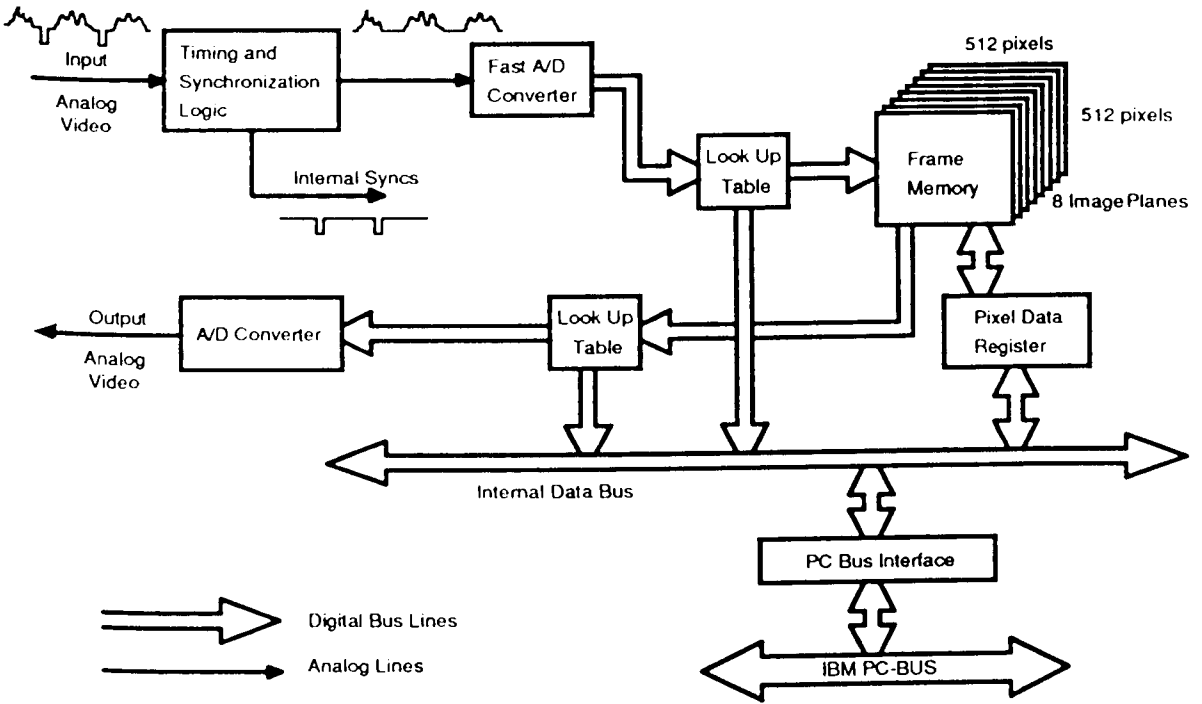 Input
Analog
Video
Timing and
Synchronization
Logic
Internal Syncs
Fast A/D
Converter
Look Up
Table
512 pixels
512 pixels
Frame
Memory
8 Image Planes
Output
Analog
Video
A/D Converter
Look Up
Table
Pixel Data
Register
Internal Data Bus
PC Bus Interface
IBM PC-BUS
Digital Bus Lines
Analog Lines